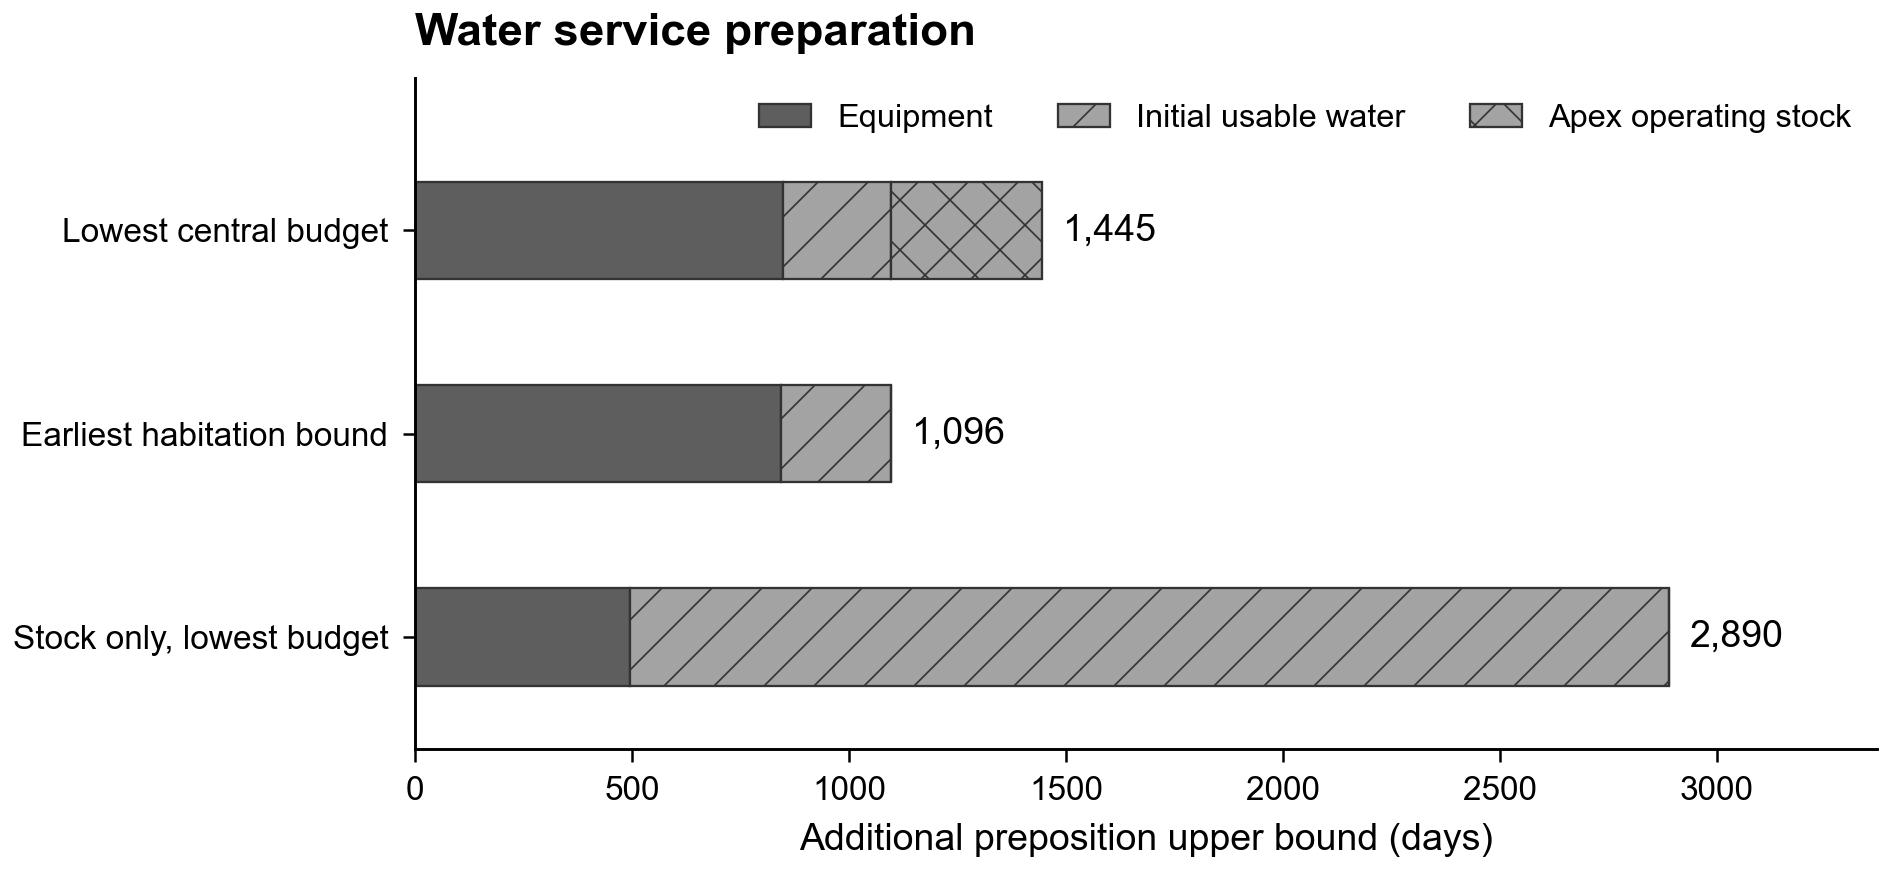 Water service preparation
Equipment
Initial usable water
Apex operating stock
Lowest central budget
1,445
Earliest habitation bound
1,096
Stock only, lowest budget
2,890
0 500 1000 1500 2000 2500 3000
Additional preposition upper bound (days)